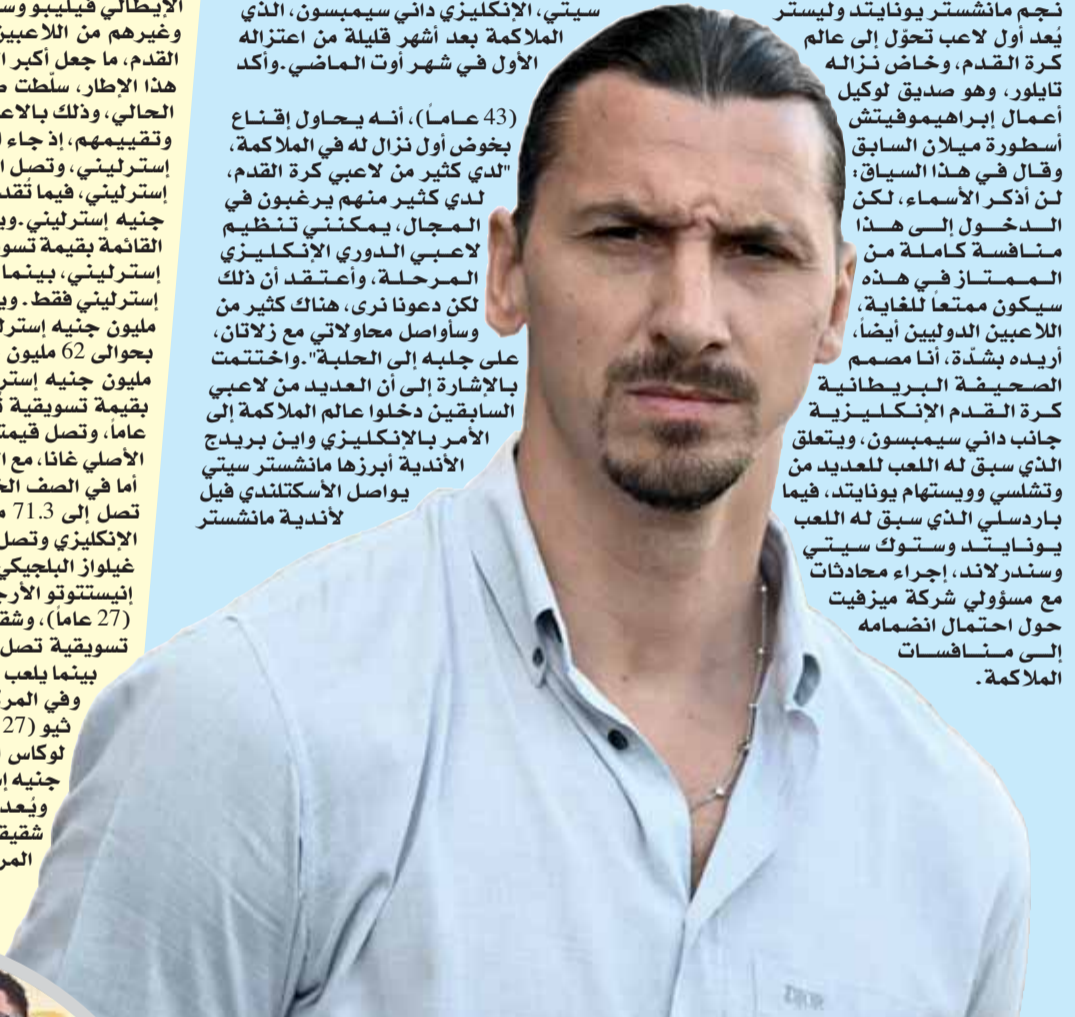 نجم مانشستر يونايتد وليستر سيتي، الإنكليزي داني سيمبسون، الذي
يُعد أول لاعب تحوّل إلى عالم الملاكمة بعد أشهر قليلة من اعتزاله
كرة القدم، وخاض نزاله الأول في شهر أوت الماضي.وأكد
تايلور، وهو صديق لوكيل
أعمال إبراهيموفيتش (43 عاماً)، أنه يحاول إقناع
أسطورة ميلان السابق بخوض أول نزال له في الملاكمة،
وقال في هذا السياق: "لدي كثير من لاعبي كرة القدم،
لن أذكر الأسماء، لكن لدي كثير منهم يرغبون في
الدخول إلى هذا المجال، يمكنني تنظيم
منافسة كاملة من لاعبي الدوري الإنكليزي
الممتاز في هذه المرحلة، وأعتقد أن ذلك
سيكون ممتعاً للغاية، لكن دعونا نرى، هناك كثير من
اللاعبين الدوليين أيضاً، وسأواصل محاولاتي مع زلاتان،
أريده بشدّة، أنا مصمم على جلبه إلى الحلبة".واختتمت
الصحيفة البريطانية بالإشارة إلى أن العديد من لاعبي
كرة القدم الإنكليزية السابقين دخلوا عالم الملاكمة إلى
جانب داني سيمبسون، ويتعلق الأمر بالإنكليزي واين بريدج
الذي سبق له اللعب للعديد من الأندية أبرزها مانشستر سيتي
وتشلسي وويستهام يونايتد، فيما يواصل الأسكتلندي فيل
باردسلي الذي سبق له اللعب لأندية مانشستر
يونايتد وستوك سيتي
وسندرلاند، إجراء محادثات
مع مسؤولي شركة ميزفيت
حول احتمال انضمامه
إلى منافسات
الملاكمة.
DIOR
الإيطالي فيليبو
وغيرهم من اللاعبين
القدم، ما جعل أكبر
هذا الإطار، سلّطت
الحالي، وذلك
وتقييمهم، إذ جاء
إسترليني، وتصل
إسترليني، فيما تُقدر
جنيه إسترليني.
القائمة بقيمة
إسترليني، بينما
إسترليني فقط.
مليون جنيه
بحوالي 62 مليون
مليون جنيه
بقيمة تسويقية
عاماً، وتصل
الأصلي غانا، مع
أما في الصف
تصل إلى 71.3
الإنكليزي وتصل
غيلواز البلجيكي
إنيستتوتو
(27 عاماً)،
تسويقية تصل
بينما يلعب
وفي
ثيو (27
لوكاس
جنيه
ويُعد